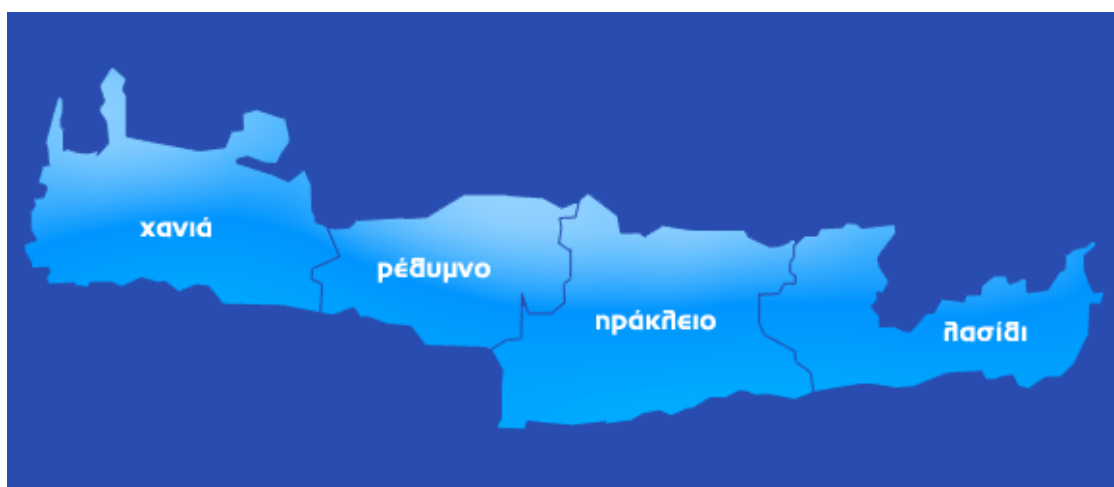 χανιά
ρέθυμνο
ηράκλειο
λασίθι